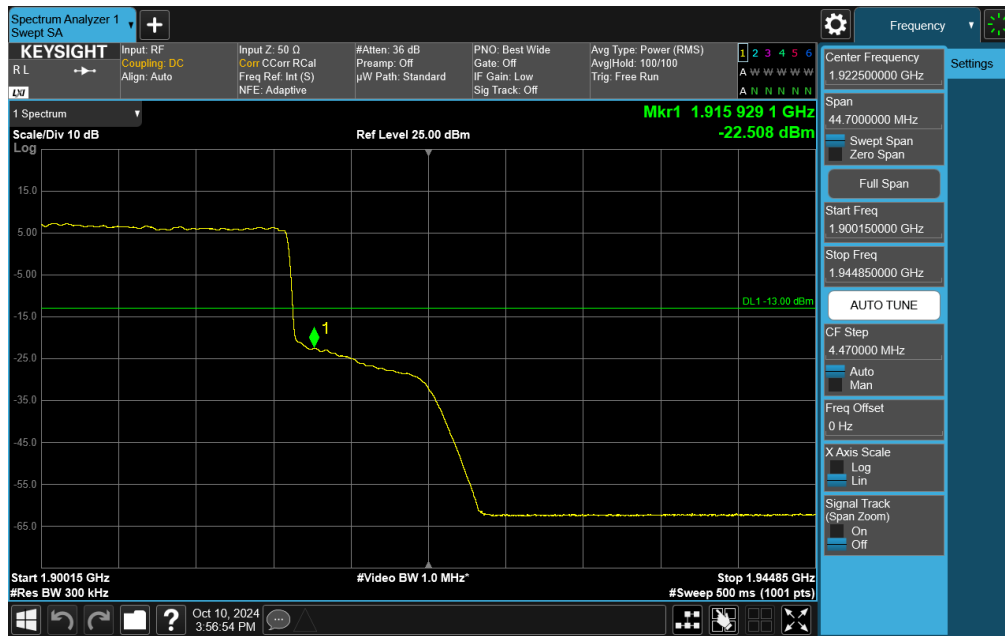 Spectrum Analyzer 1
Swept SA
Frequency
KEYSIGHT
R L
LXI
Input: RF
Coupling: DC
Align: Auto
Input Z: 50 Ω
Corr CCorr RCal
Freq Ref: Int (S)
NFE: Adaptive
#Atten: 36 dB
Preamp: Off
µW Path: Standard
PNO: Best Wide
Gate: Off
IF Gain: Low
Sig Track: Off
Avg Type: Power (RMS)
Avg|Hold: 100/100
Trig: Free Run
1 2 3 4 5 6
A W W W W W
A N N N N N
1 Spectrum
Mkr1 1.915 929 1 GHz
-22.508 dBm
Scale/Div 10 dB
Ref Level 25.00 dBm
Log
15.0
5.00
-5.00
-15.0
-25.0
-35.0
-45.0
-55.0
-65.0
DL1 -13.00 dBm
1
Start 1.90015 GHz
#Video BW 1.0 MHz*
Stop 1.94485 GHz
#Res BW 300 kHz
#Sweep 500 ms (1001 pts)
Settings
Center Frequency
1.922500000 GHz
Span
44.7000000 MHz
Swept Span
Zero Span
Full Span
Start Freq
1.900150000 GHz
Stop Freq
1.944850000 GHz
AUTO TUNE
CF Step
4.470000 MHz
Auto
Man
Freq Offset
0 Hz
X Axis Scale
Log
Lin
Signal Track
(Span Zoom)
On
Off
?
Oct 10, 2024
3:56:54 PM